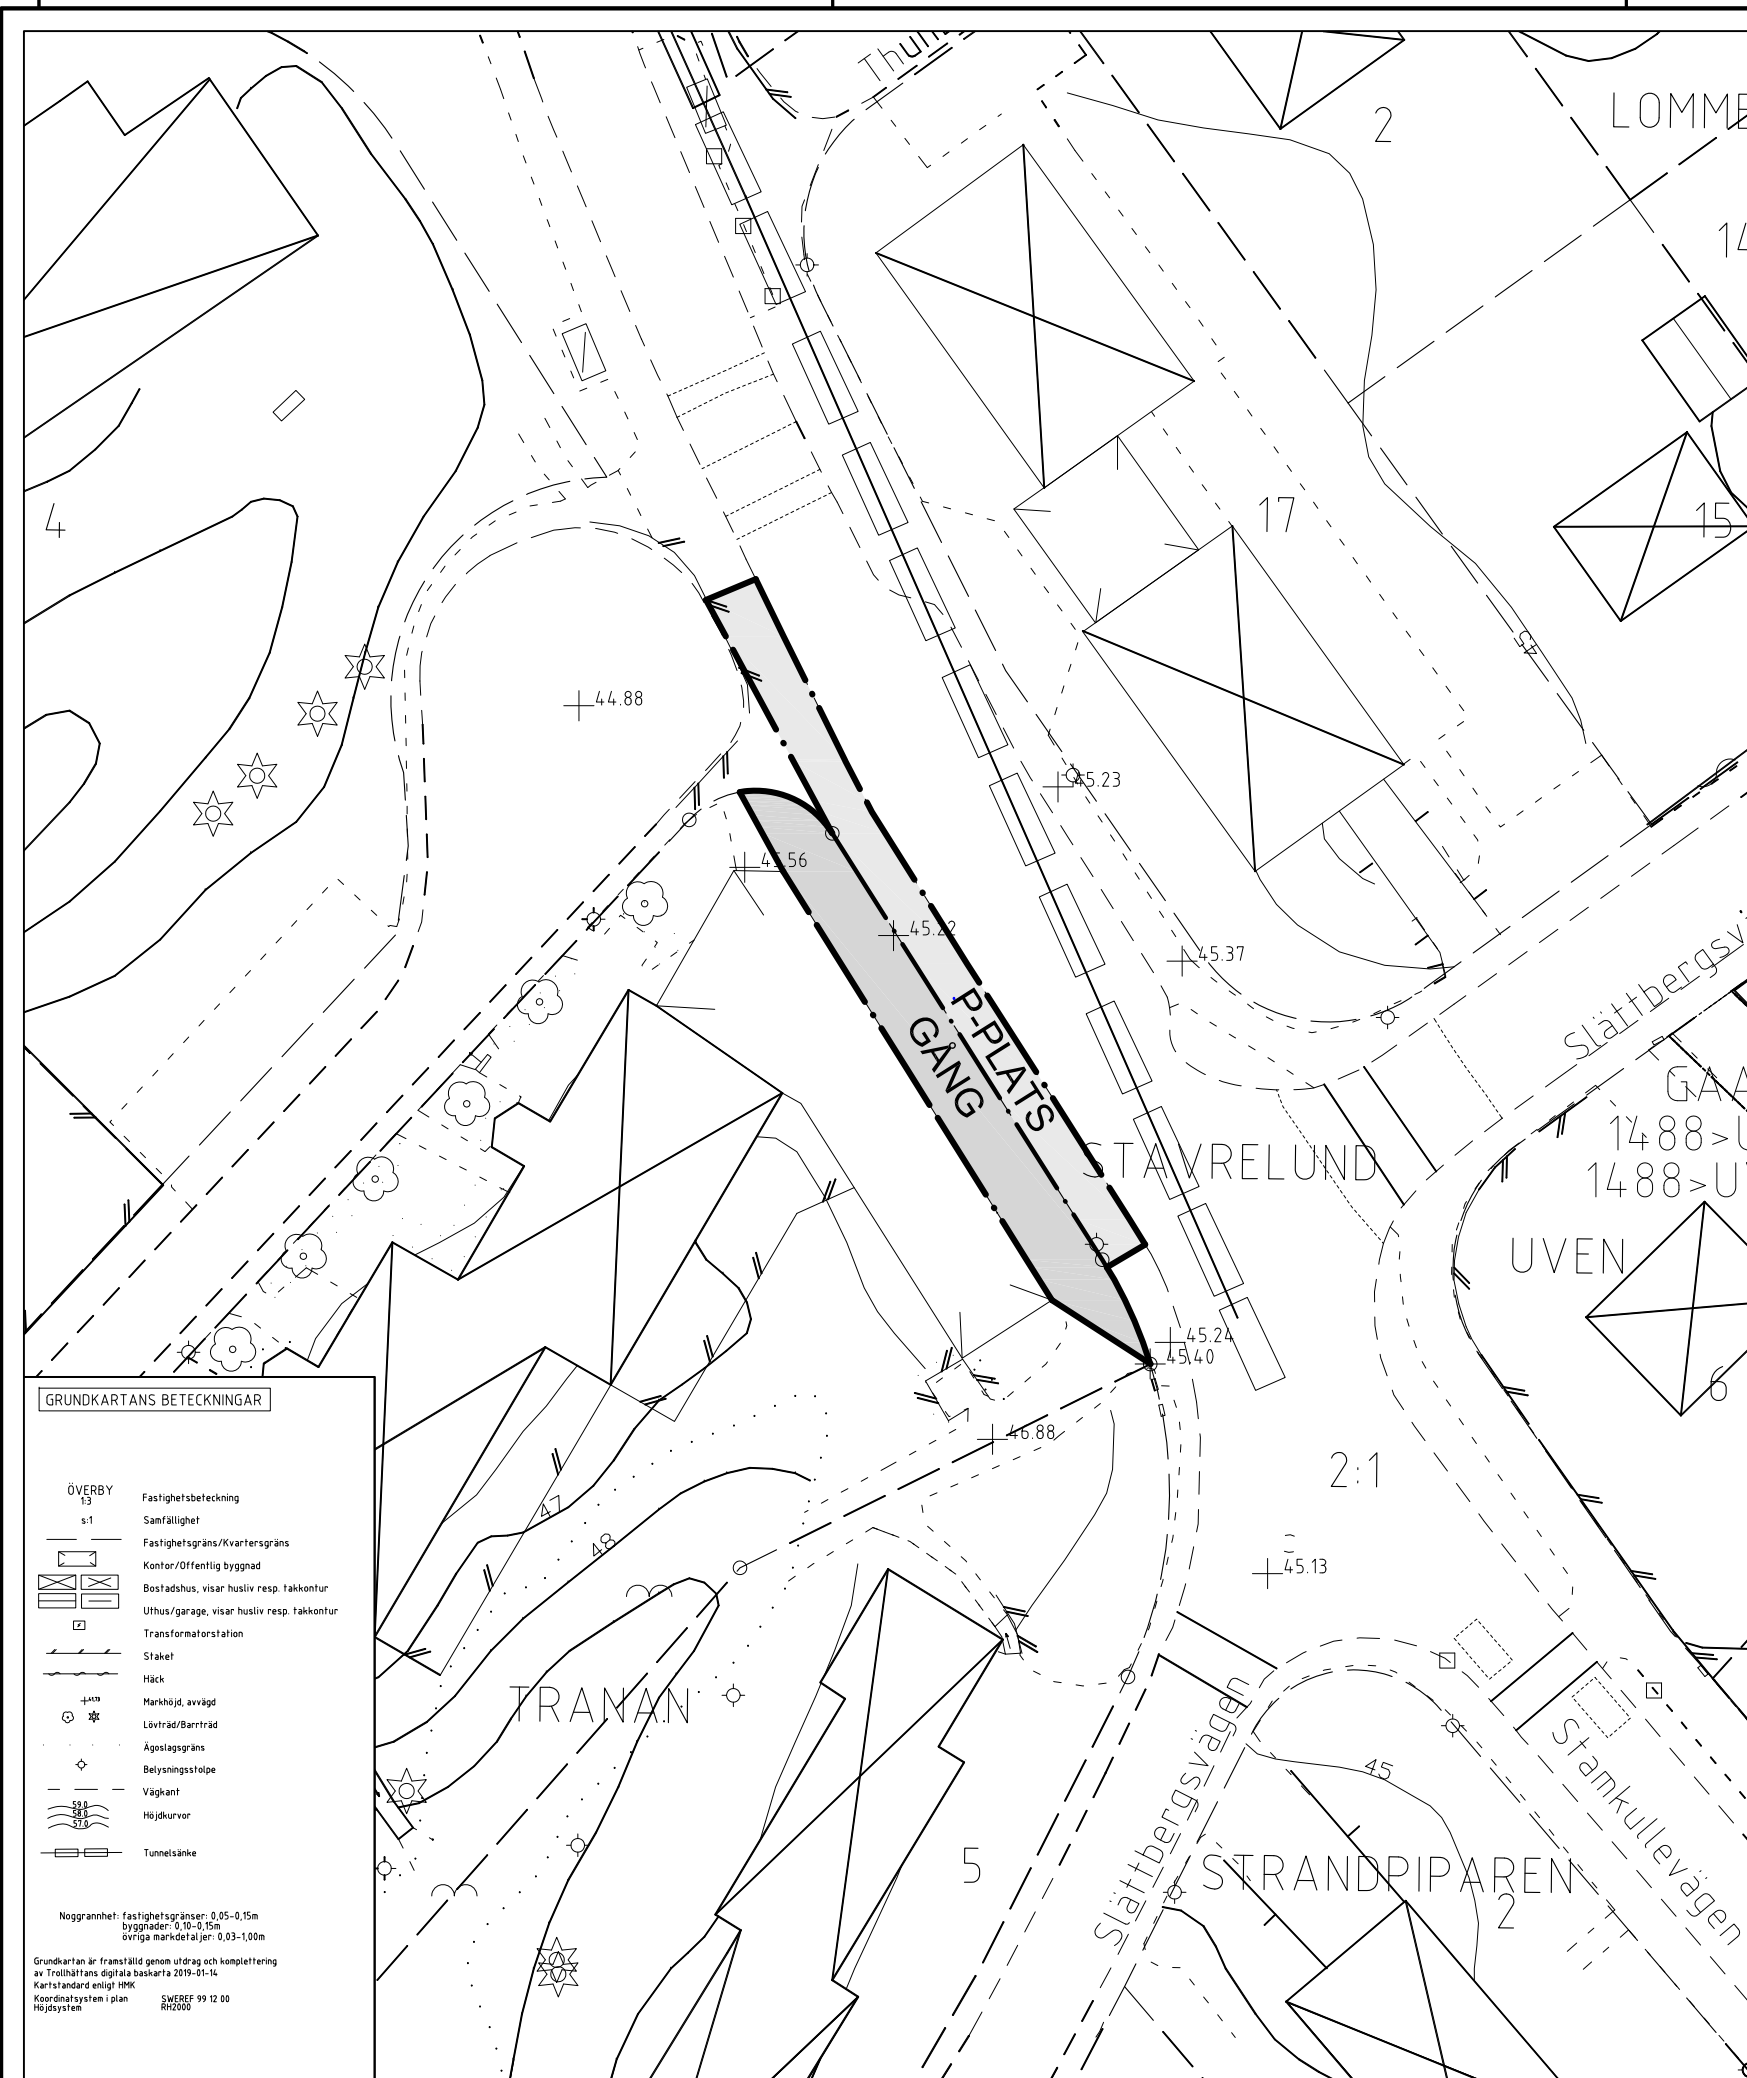 2
14
4
17
15
45
44.88
45.23
45.22
45.37
P-PLATS
GÅNG
STAVRELUND
1488>U
1488>UV
UVEN
45.24
45.40
6
46.88
2:1
47
48
45.13
TRANAN
Slättbergsvägen
Stamkullevägen
45
5
STRANDPIPAREN
2
GRUNDKARTANS BETECKNINGAR
ÖVERBY
1:3
Fastighetsbeteckning
s:1
Samfällighet
Fastighetsgräns/Kvartersgräns
Kontor/Offentlig byggnad
Bostadshus, visar husliv resp. takkontur
Uthus/garage, visar husliv resp. takkontur
Transformatorstation
Staket
Häck
Markhöjd, avvägd
Lövträd/Barrträd
Ägoslagsgräns
Belysningsstolpe
Vägkant
59.0
58.0
57.0
Höjdkurvor
Tunnelsänke
Noggrannhet: fastighetsgränser: 0,05-0,15m
byggnader: 0,10-0,15m
övriga markdetaljer: 0,03-1,00m
Grundkartan är framställd genom utdrag och komplettering
av Trollhättans digitala baskarta 2019-01-14
Kartstandard enligt HMK
Koordinatsystem i plan SWEREF 99 12 00
Höjdsystem RH2000